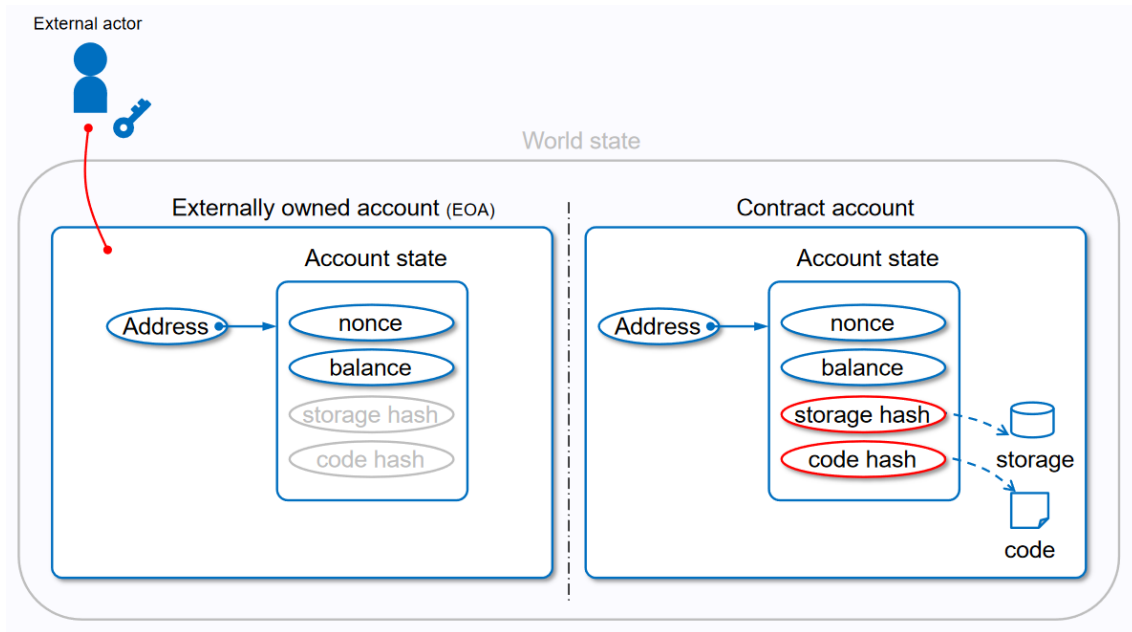 External actor
World state
Externally owned account (EOA)
Account state
Address
nonce
balance
storage hash
code hash
Contract account
Account state
Address
nonce
balance
storage hash
code hash
storage
code